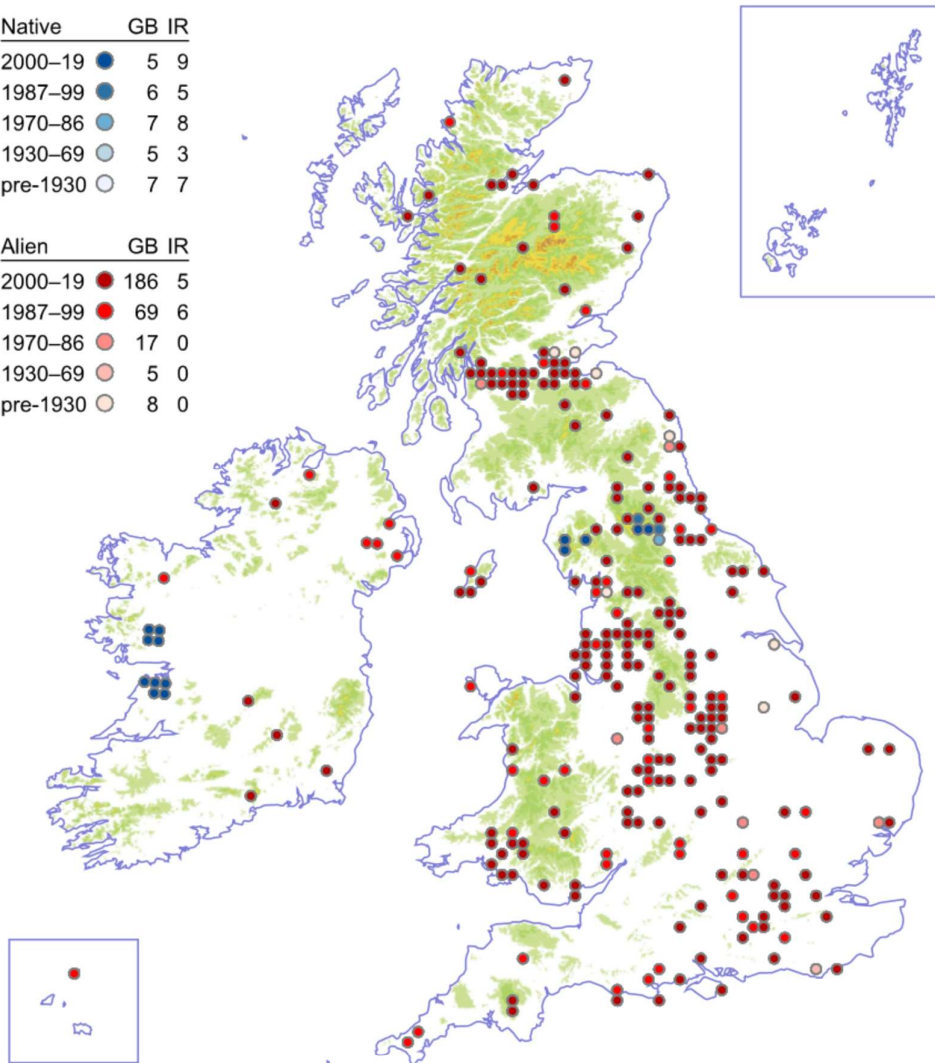 Native GB IR
2000–19 5 9
1987–99 6 5
1970–86 7 8
1930–69 5 3
pre-1930 7 7
Alien GB IR
2000–19 186 5
1987–99 69 6
1970–86 17 0
1930–69 5 0
pre-1930 8 0